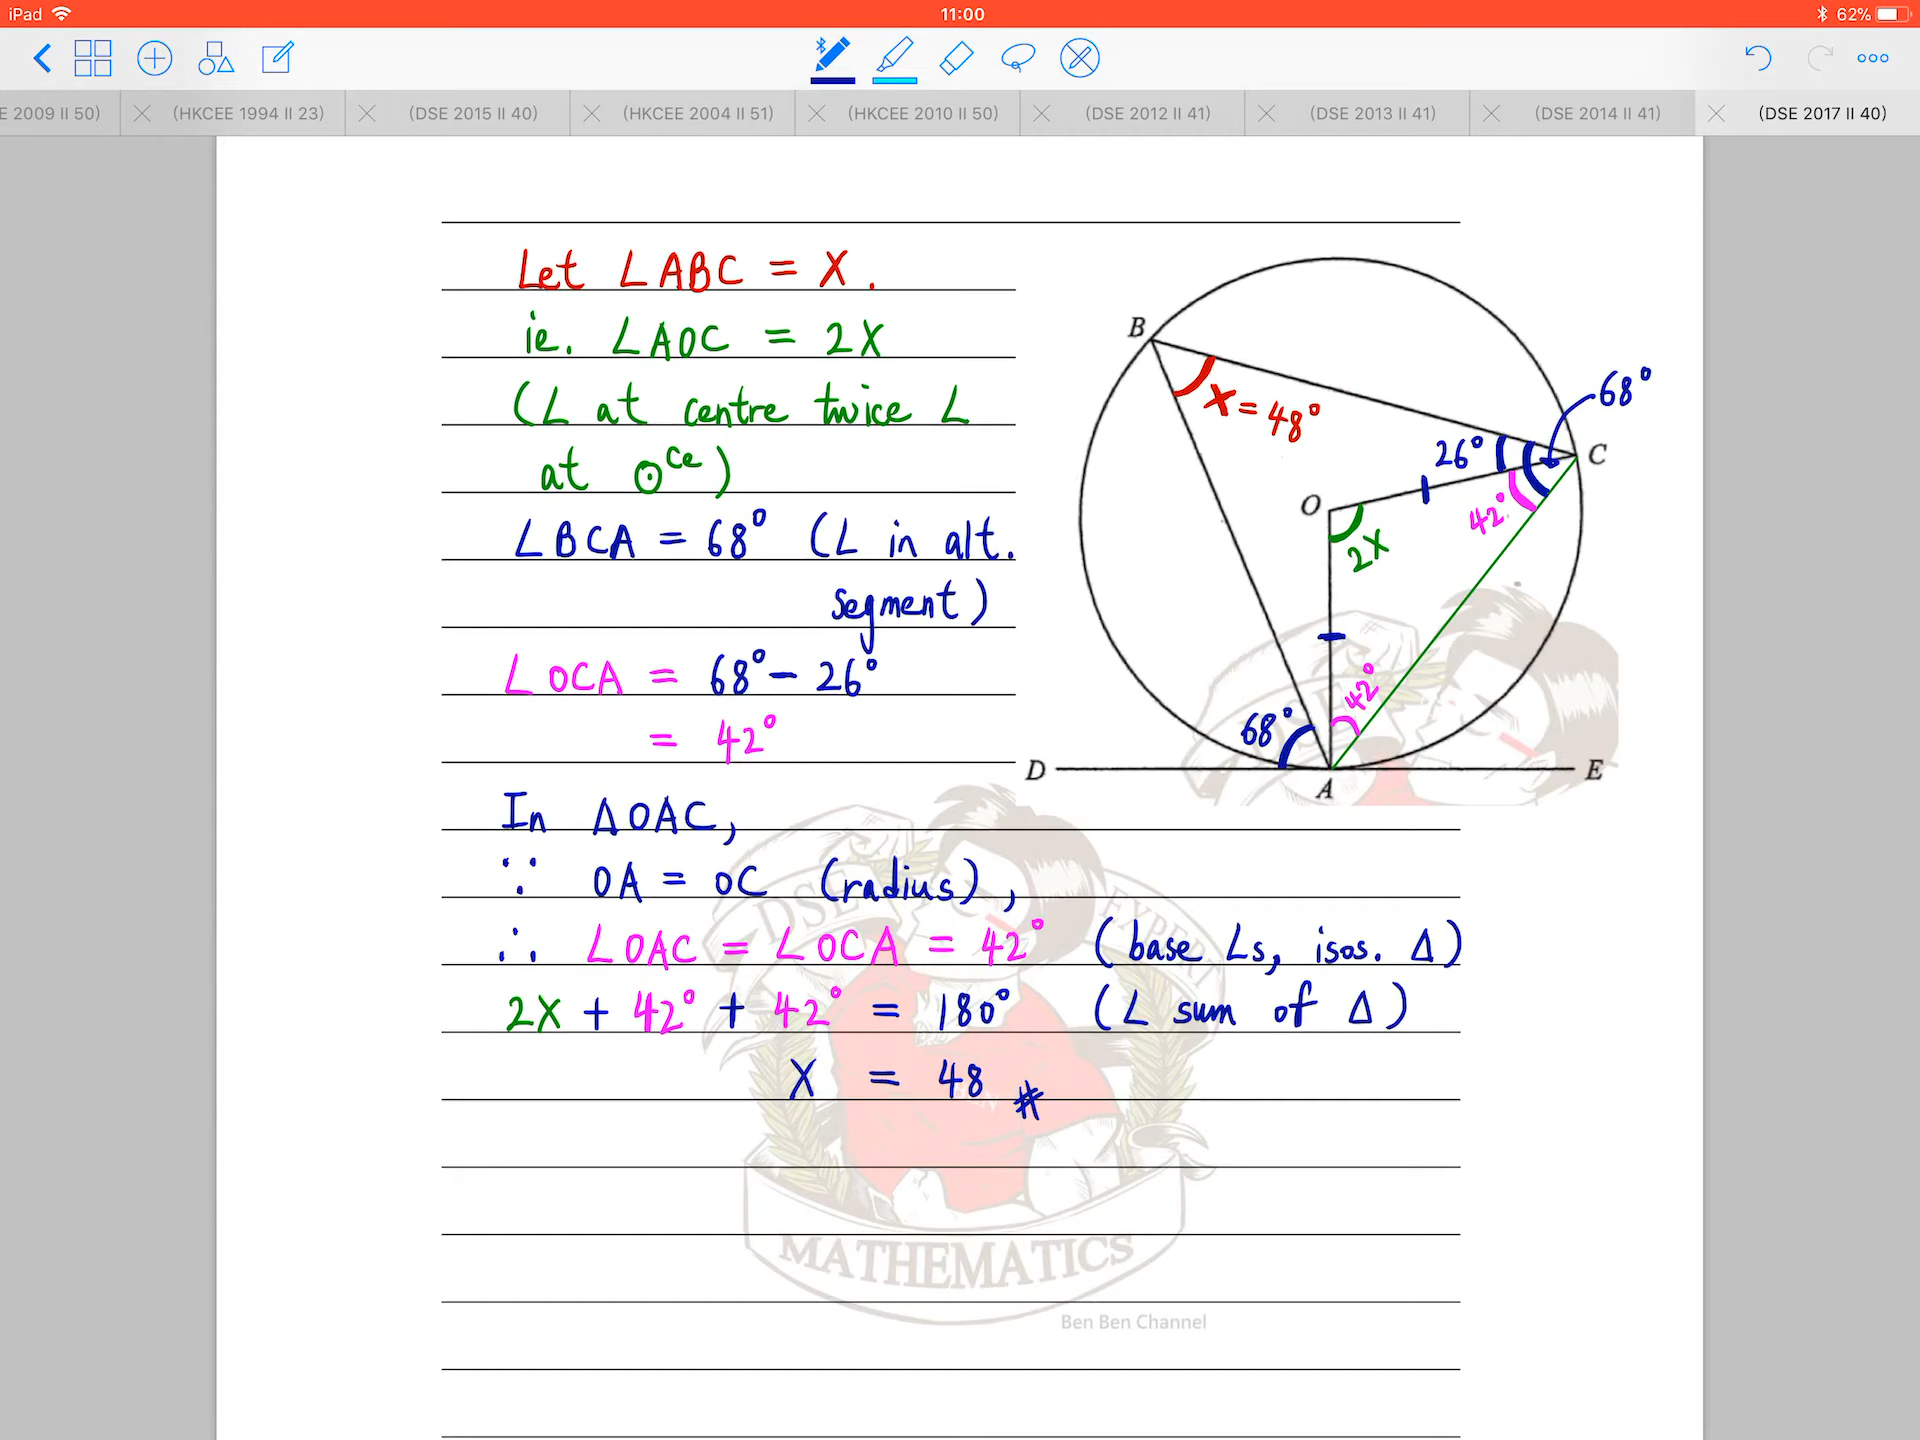 iPad 11:00 62%
E 2009 II 50) (HKCEE 1994 II 23) (DSE 2015 II 40) (HKCEE 2004 II 51) (HKCEE 2010 II 50) (DSE 2012 II 41) (DSE 2013 II 41) (DSE 2014 II 41) (DSE 2017 II 40)
Let ∠ABC = x.
ie. ∠AOC = 2x
(∠ at centre twice ∠
at ⊙ce)
∠BCA = 68° (∠ in alt.
segment)
∠OCA = 68° - 26°
= 42°
In ΔOAC,
∵ OA = OC (radius),
∴ ∠OAC = ∠OCA = 42° (base ∠s, isos. Δ)
2x + 42° + 42° = 180° (∠ sum of Δ)
x = 48 #
B
68°
x = 48°
26°
C
O
42°
2x
42°
68°
D
E
A
DSE EXPERT
MATHEMATICS
Ben Ben Channel